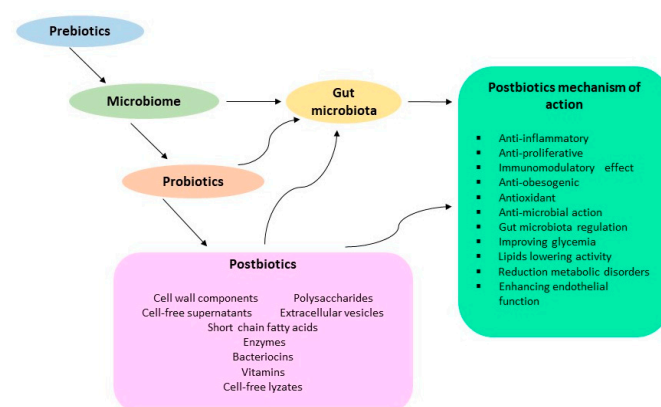 Prebiotics
Microbiome
Probiotics
Gut
microbiota
Postbiotics
Cell wall components Polysaccharides
Cell-free supernatants Extracellular vesicles
Short chain fatty acids
Enzymes
Bacteriocins
Vitamins
Cell-free lyzates
Postbiotics mechanism of
action
▪ Anti-inflammatory
▪ Anti-proliferative
▪ Immunomodulatory effect
▪ Anti-obesogenic
▪ Antioxidant
▪ Anti-microbial action
▪ Gut microbiota regulation
▪ Improving glycemia
▪ Lipids lowering activity
▪ Reduction metabolic disorders
▪ Enhancing endothelial
function